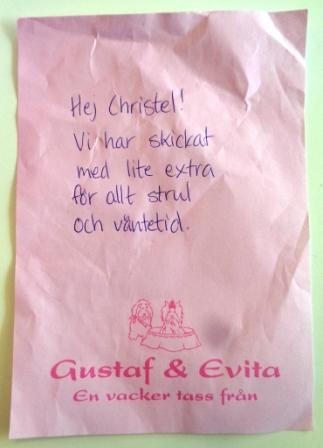 Hej Christel!
Vi har skickat
med lite extra
för allt strul
och väntetid.
Gustaf & Evita
En vacker tass från